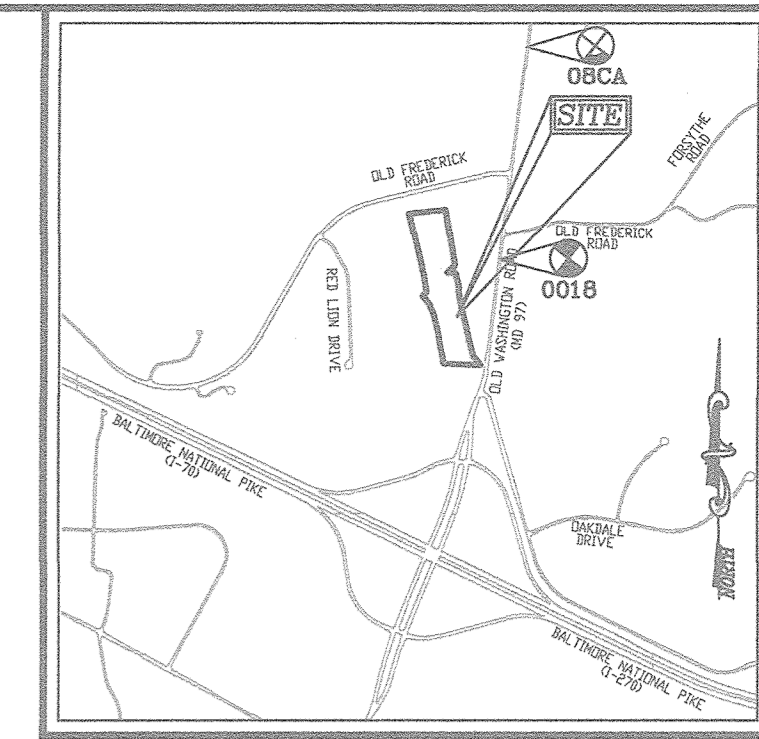 08CA
SITE
FORSYTHE
ROAD
OLD FREDERICK
ROAD
OLD FREDERICK
ROAD
0018
RED LION DRIVE
OLD WASHINGTON ROAD
(MD 97)
BALTIMORE NATIONAL PIKE
(I-70)
OAKDALE
DRIVE
NORTH
BALTIMORE NATIONAL PIKE
(I-270)